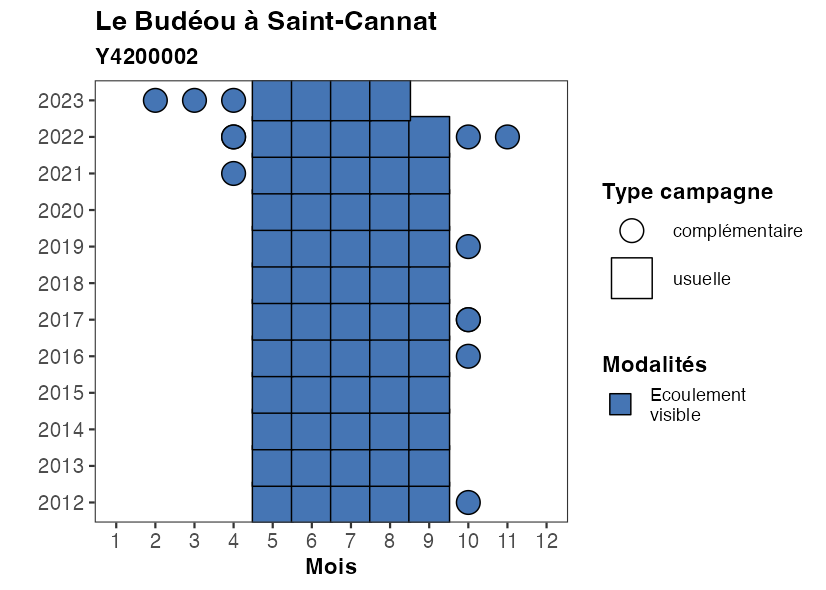 Le Budéou à Saint-Cannat
Y4200002
2023
2022
2021
2020
2019
2018
2017
2016
2015
2014
2013
2012
1 2 3 4 5 6 7 8 9 10 11 12
Mois
Type campagne
complémentaire
usuelle
Modalités
Ecoulement
visible